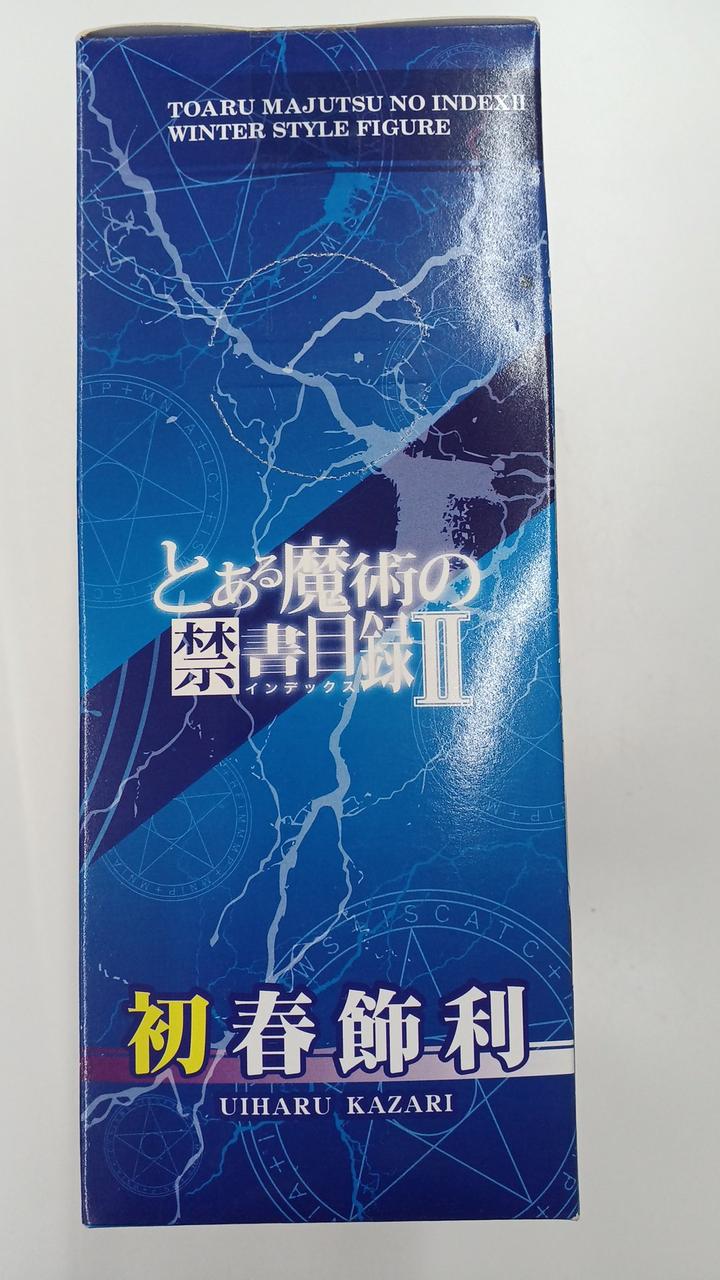 TOARU MAJUTSU NO INDEXⅡ
WINTER STYLE FIGURE
とある魔術の
禁書目録Ⅱ
インデックス
初春飾利
UIHARU KAZARI